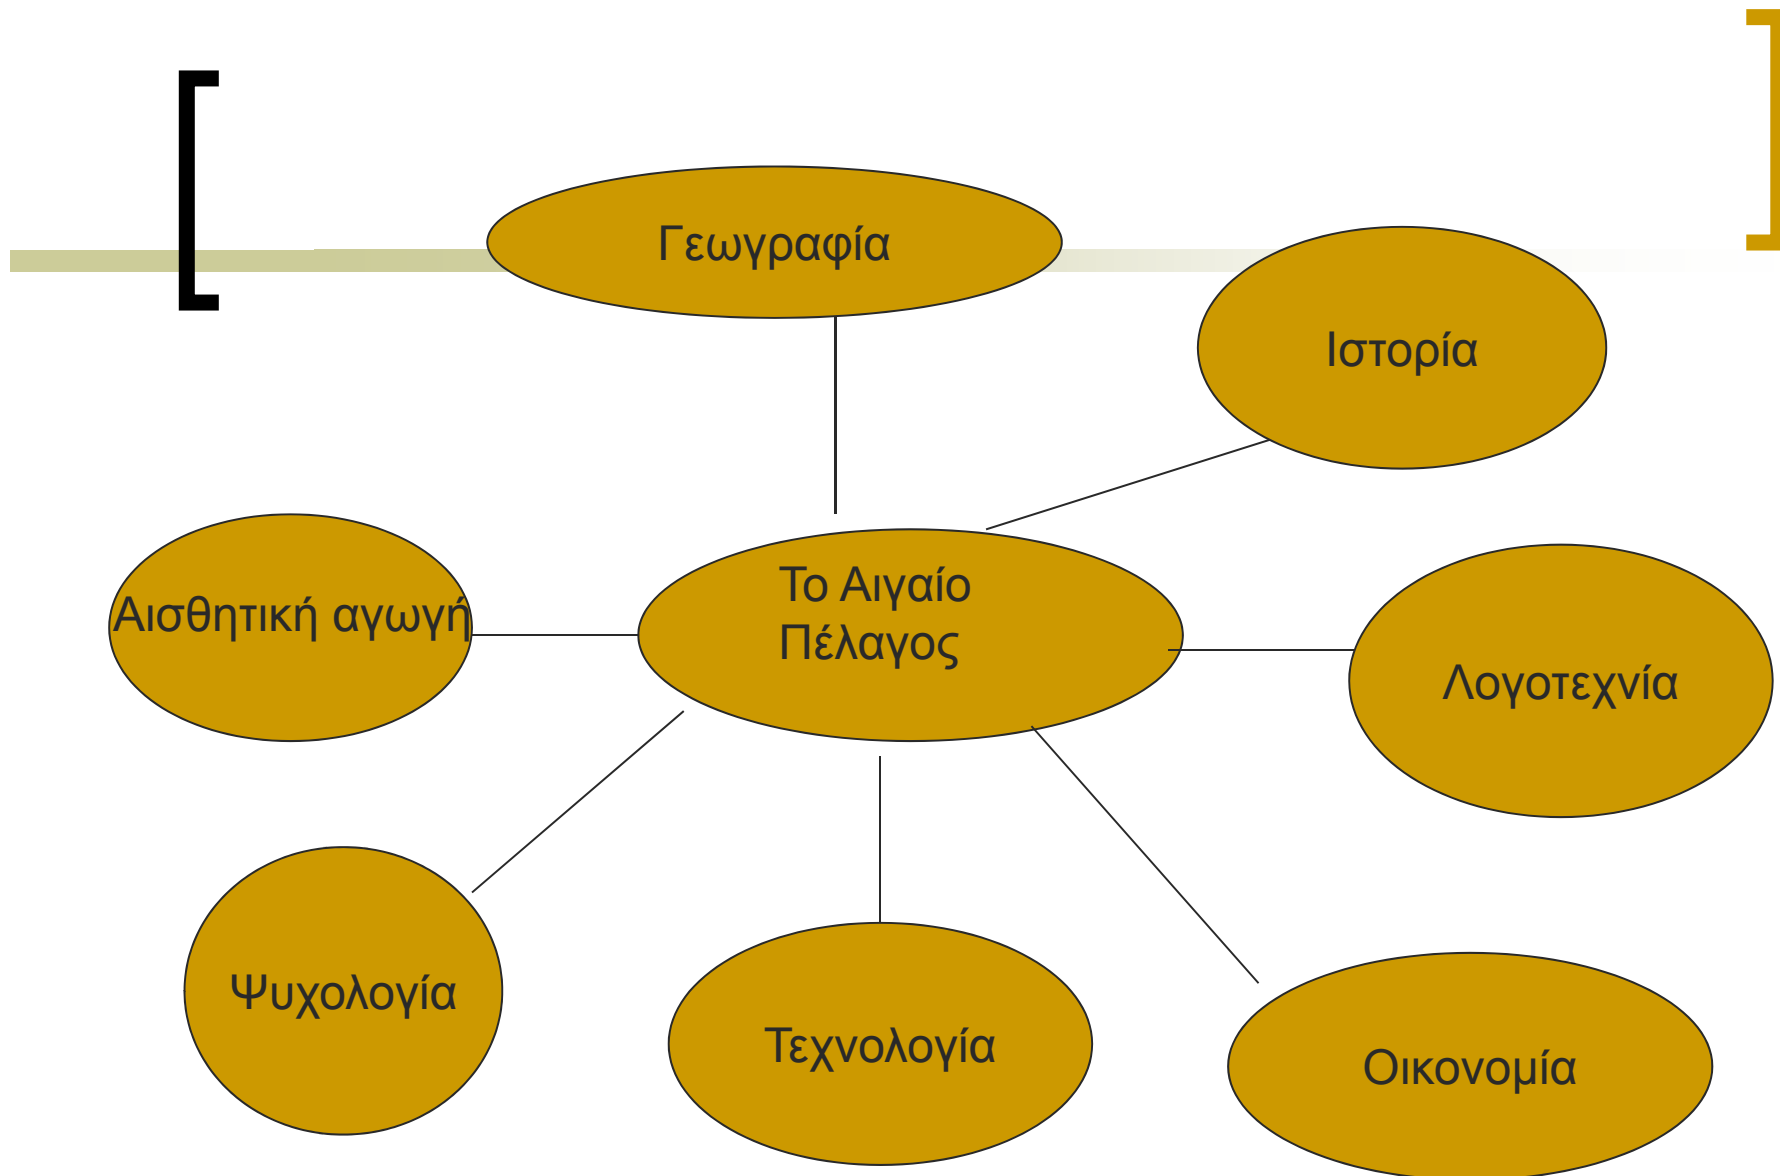 Γεωγραφία
Ιστορία
Αισθητική αγωγή
Το Αιγαίο
Πέλαγος
Λογοτεχνία
Ψυχολογία
Τεχνολογία
Οικονομία